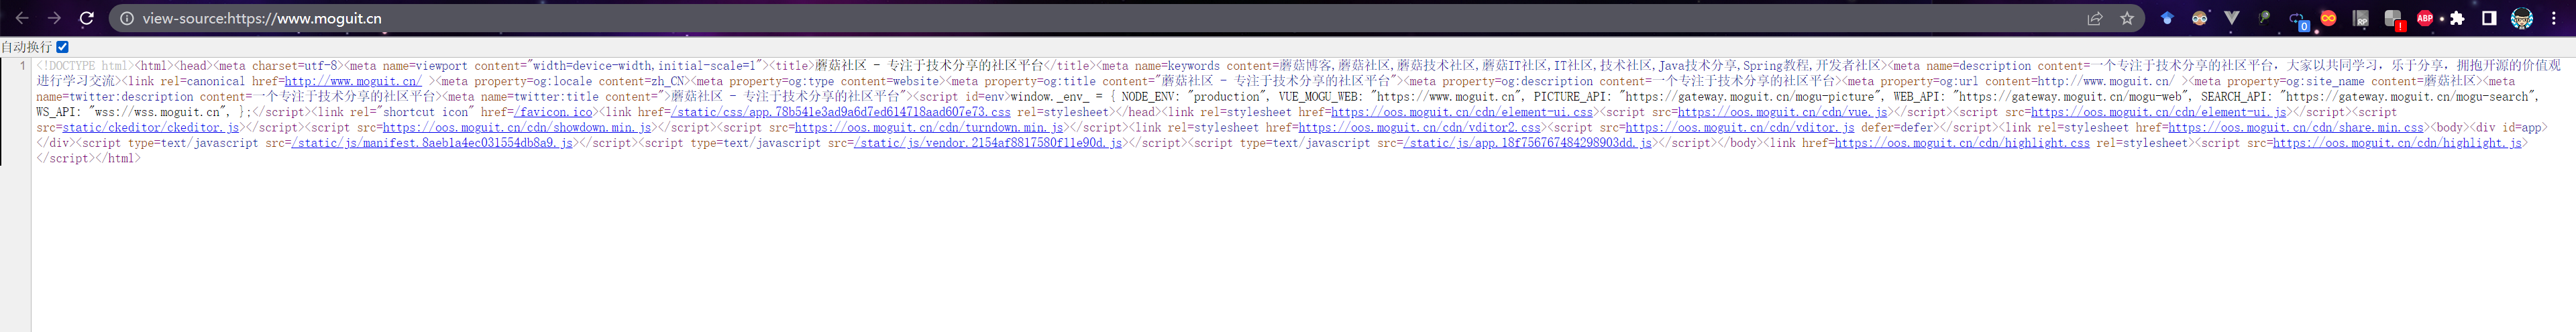 view-source:https://www.moguit.cn
自动换行
1
<!DOCTYPE html><html><head><meta charset=utf-8><meta name=viewport content="width=device-width,initial-scale=1"><title>蘑菇社区 - 专注于技术分享的社区平台</title><meta name=keywords content=蘑菇博客,蘑菇社区,蘑菇技术社区,蘑菇IT社区,IT社区,技术社区,Java技术分享,Spring教程,开发者社区><meta name=description content=一个专注于技术分享的社区平台，大家以共同学习，乐于分享，拥抱开源的价值观
进行学习交流><link rel=canonical href=http://www.moguit.cn/ ><meta property=og:locale content=zh_CN><meta property=og:type content=website><meta property=og:title content="蘑菇社区 - 专注于技术分享的社区平台"><meta property=og:description content=一个专注于技术分享的社区平台><meta property=og:url content=http://www.moguit.cn/ ><meta property=og:site_name content=蘑菇社区><meta
name=twitter:description content=一个专注于技术分享的社区平台><meta name=twitter:title content=">蘑菇社区 - 专注于技术分享的社区平台"><script id=env>window._env_ = { NODE_ENV: "production", VUE_MOGU_WEB: "https://www.moguit.cn", PICTURE_API: "https://gateway.moguit.cn/mogu-picture", WEB_API: "https://gateway.moguit.cn/mogu-web", SEARCH_API: "https://gateway.moguit.cn/mogu-search",
WS_API: "wss://wss.moguit.cn", };</script><link rel="shortcut icon" href=/favicon.ico><link href=/static/css/app.78b541e3ad9a6d7ed614718aad607e73.css rel=stylesheet></head><link rel=stylesheet href=https://oos.moguit.cn/cdn/element-ui.css><script src=https://oos.moguit.cn/cdn/vue.js></script><script src=https://oos.moguit.cn/cdn/element-ui.js></script><script
src=static/ckeditor/ckeditor.js></script><script src=https://oos.moguit.cn/cdn/showdown.min.js></script><script src=https://oos.moguit.cn/cdn/turndown.min.js></script><link rel=stylesheet href=https://oos.moguit.cn/cdn/vditor2.css><script src=https://oos.moguit.cn/cdn/vditor.js defer=defer></script><link rel=stylesheet href=https://oos.moguit.cn/cdn/share.min.css><body><div id=app>
</div><script type=text/javascript src=/static/js/manifest.8aeb1a4ec031554db8a9.js></script><script type=text/javascript src=/static/js/vendor.2154af8817580f11e90d.js></script><script type=text/javascript src=/static/js/app.18f756767484298903dd.js></script></body><link href=https://oos.moguit.cn/cdn/highlight.css rel=stylesheet><script src=https://oos.moguit.cn/cdn/highlight.js>
</script></html>